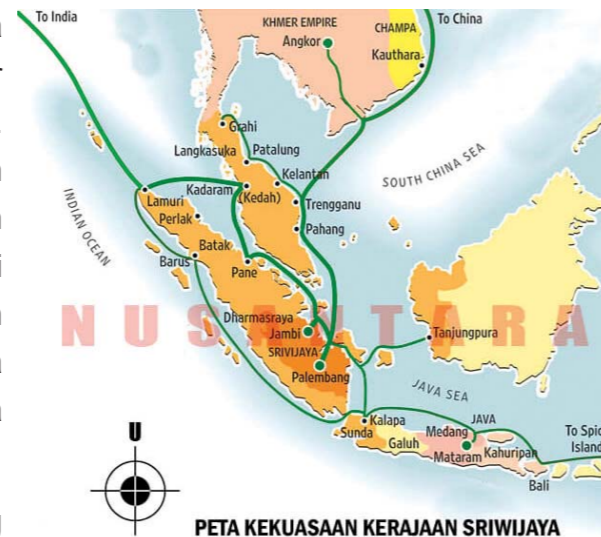 To India
KHMER EMPIRE
Angkor
CHAMPA
Kauthara
To China
Grahi
Langkasuka
Patalung
Kelantan
Kadaram
(Kedah)
Trengganu
Pahang
SOUTH CHINA SEA
INDIAN OCEAN
Lamuri
Perlak
Batak
Barus
Pane
Dharmasraya
Jambi
SRIVIJAYA
Palembang
NUSANTARA
Tanjungpura
JAVA SEA
Kalapa
Sunda
Galuh
JAVA
Medang
Mataram
Kahuripan
Bali
To Spic
Island
U
PETA KEKUASAAN KERAJAAN SRIWIJAYA